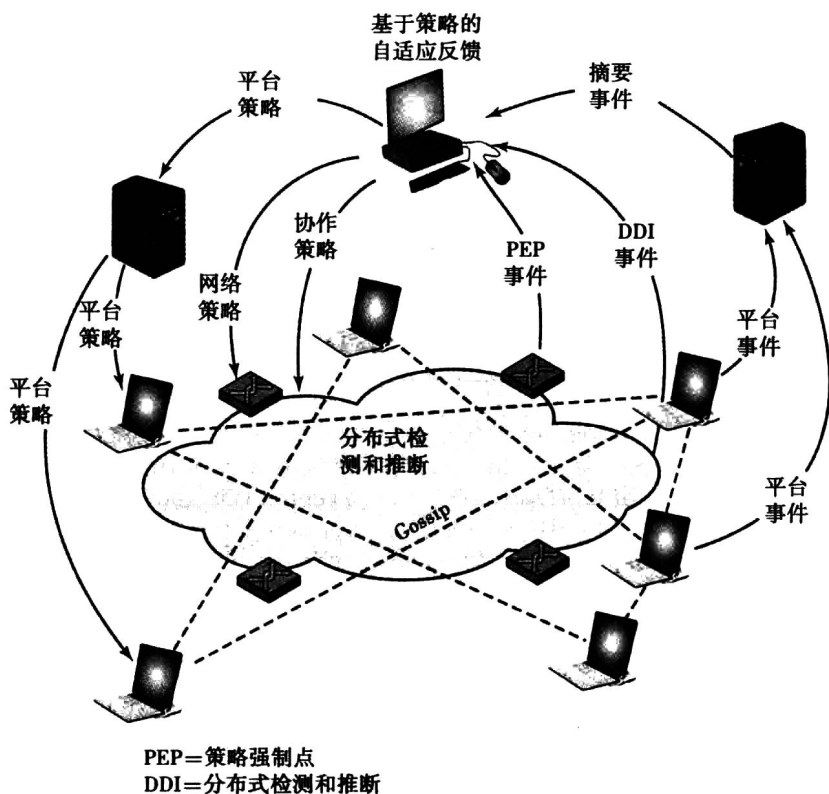 基于策略的
自适应反馈
平台
策略
摘要
事件
协作
策略
PEP
事件
DDI
事件
网络
策略
平台
策略
平台
事件
平台
策略
分布式检
测和推断
Gossip
平台
事件
PEP=策略强制点
DDI=分布式检测和推断